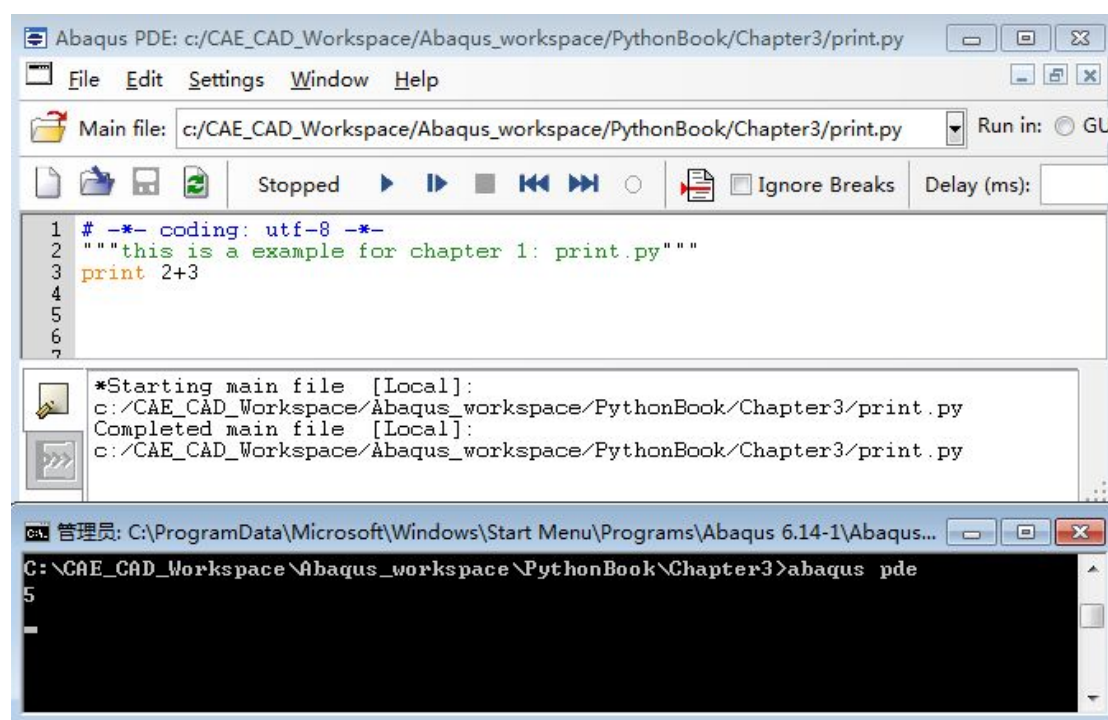 Abaqus PDE: c:/CAE_CAD_Workspace/Abaqus_workspace/PythonBook/Chapter3/print.py
File Edit Settings Window Help
Main file: c:/CAE_CAD_Workspace/Abaqus_workspace/PythonBook/Chapter3/print.py Run in: GU
Stopped Ignore Breaks Delay (ms):
1 # -*- coding: utf-8 -*-
2 """this is a example for chapter 1: print.py"""
3 print 2+3
4
5
6
7
*Starting main file [Local]:
c:/CAE_CAD_Workspace/Abaqus_workspace/PythonBook/Chapter3/print.py
Completed main file [Local]:
c:/CAE_CAD_Workspace/Abaqus_workspace/PythonBook/Chapter3/print.py
>>>
C:\. 管理员: C:\ProgramData\Microsoft\Windows\Start Menu\Programs\Abaqus 6.14-1\Abaqus...
C:\CAE_CAD_Workspace\Abaqus_workspace\PythonBook\Chapter3>abaqus pde
5